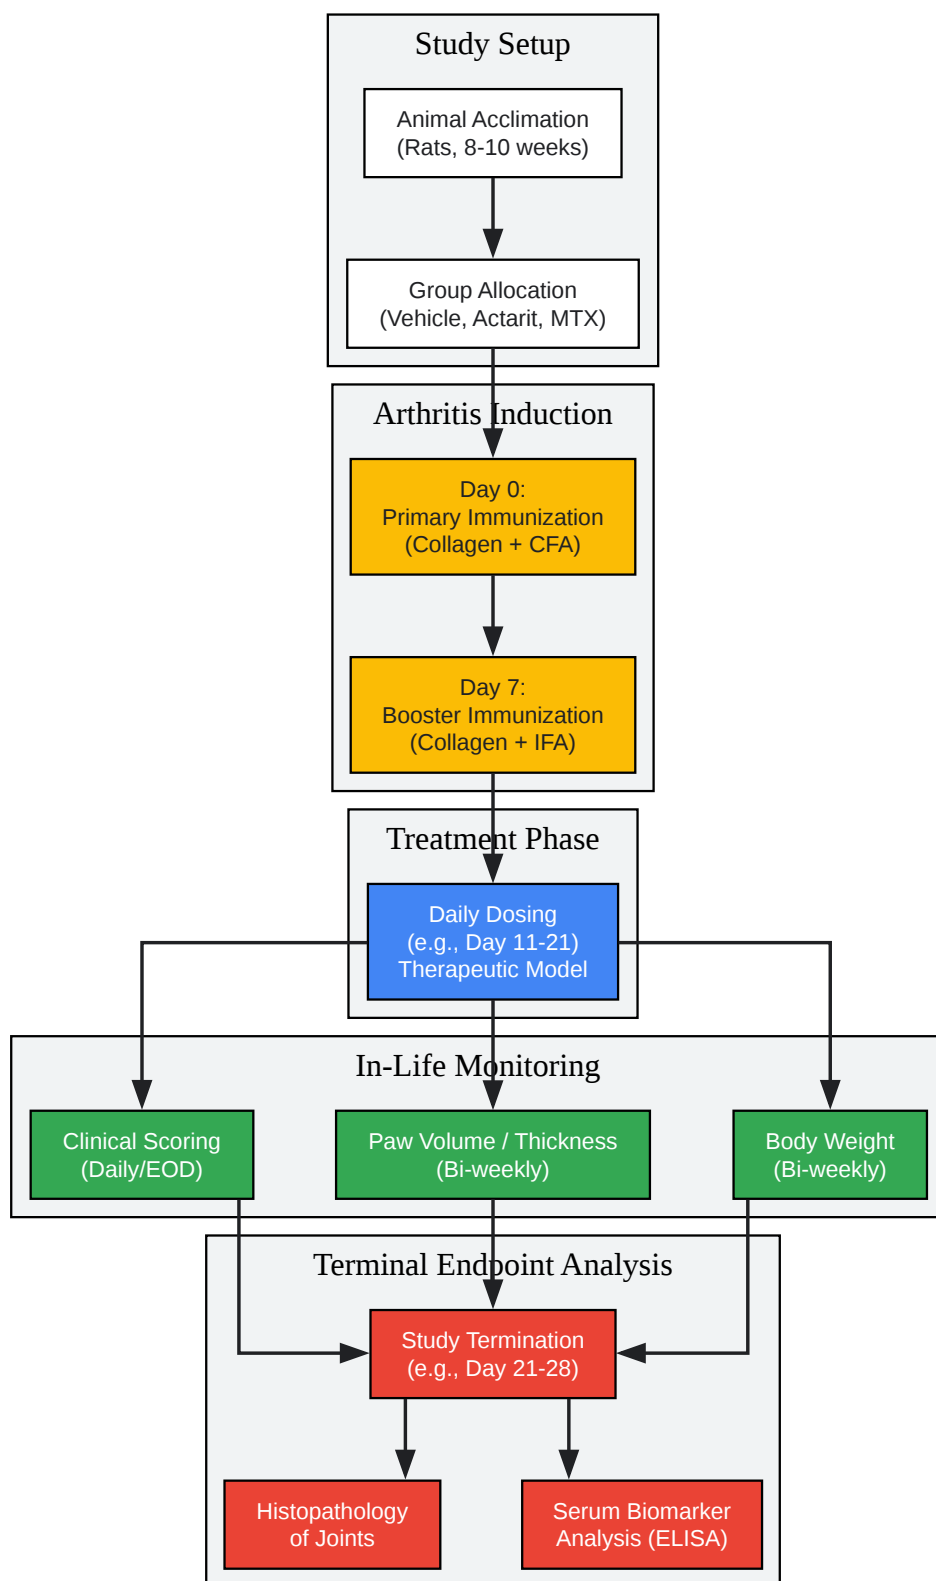 Study Setup
Animal Acclimation
(Rats, 8-10 weeks)
Group Allocation
(Vehicle, Actarit, MTX)
Arthritis Induction
Day 0:
Primary Immunization
(Collagen + CFA)
Day 7:
Booster Immunization
(Collagen + IFA)
Treatment Phase
Daily Dosing
(e.g., Day 11-21)
Therapeutic Model
In-Life Monitoring
Clinical Scoring
(Daily/EOD)
Paw Volume / Thickness
(Bi-weekly)
Body Weight
(Bi-weekly)
Terminal Endpoint Analysis
Study Termination
(e.g., Day 21-28)
Histopathology
of Joints
Serum Biomarker
Analysis (ELISA)